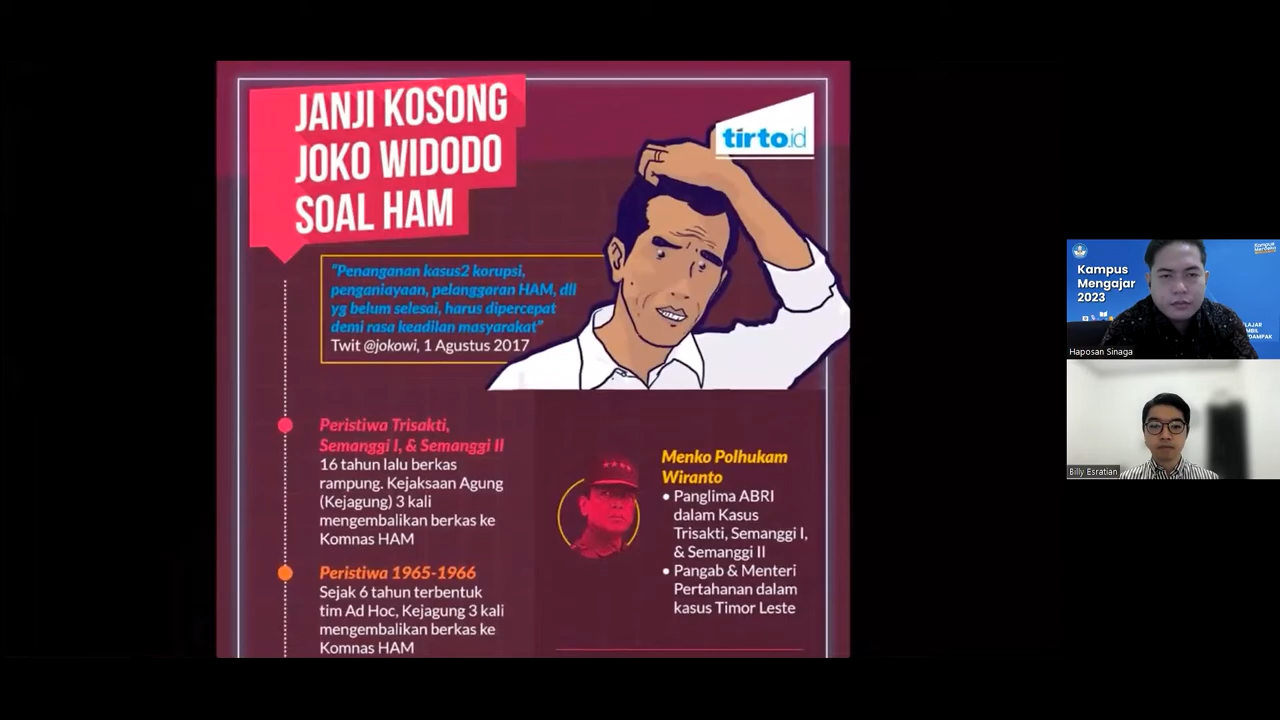 JANJI KOSONG
JOKO WIDODO
SOAL HAM
tirto.id
"Penanganan kasus2 korupsi,
penganiayaan, pelanggaran HAM, dll
yg belum selesai, harus dipercepat
demi rasa keadilan masyarakat"
Twit @jokowi, 1 Agustus 2017
Peristiwa Trisakti,
Semanggi I, & Semanggi II
16 tahun lalu berkas
rampung. Kejaksaan Agung
(Kejagung) 3 kali
mengembalikan berkas ke
Komnas HAM
Peristiwa 1965-1966
Sejak 6 tahun terbentuk
tim Ad Hoc, Kejagung 3 kali
mengembalikan berkas ke
Komnas HAM
Menko Polhukam
Wiranto
• Panglima ABRI
dalam Kasus
Trisakti, Semanggi I,
& Semanggi II
• Pangab & Menteri
Pertahanan dalam
kasus Timor Leste
Kampus
Mengajar
2023
Haposan Sinaga
Billy Esratian